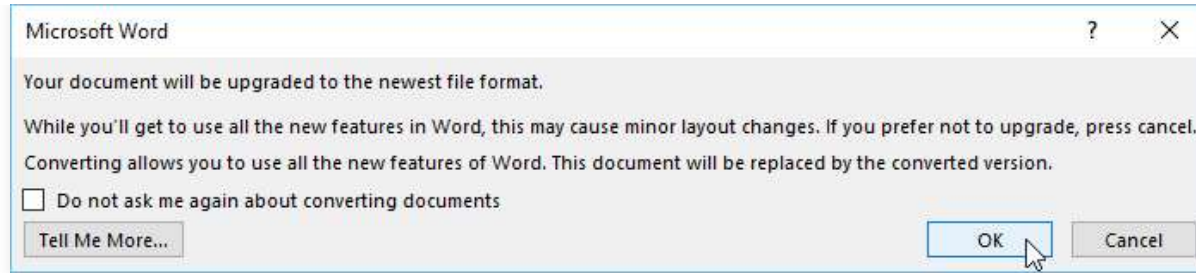 Microsoft Word ?
Your document will be upgraded to the newest file format.
While you'll get to use all the new features in Word, this may cause minor layout changes. If you prefer not to upgrade, press cancel.
Converting allows you to use all the new features of Word. This document will be replaced by the converted version.
Do not ask me again about converting documents
Tell Me More... OK Cancel